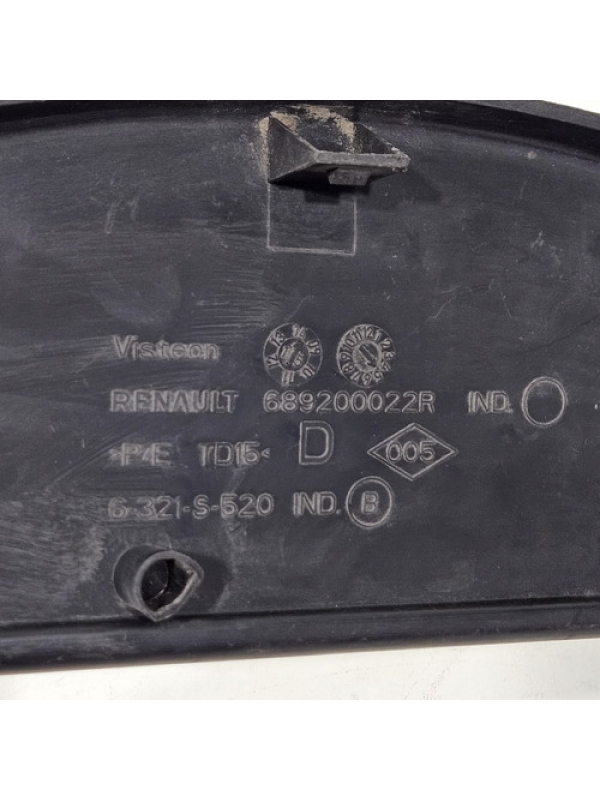 Visteon
RENAULT 689200022R IND.
>P/E TD15< D 005
6-321-S-520 IND. B